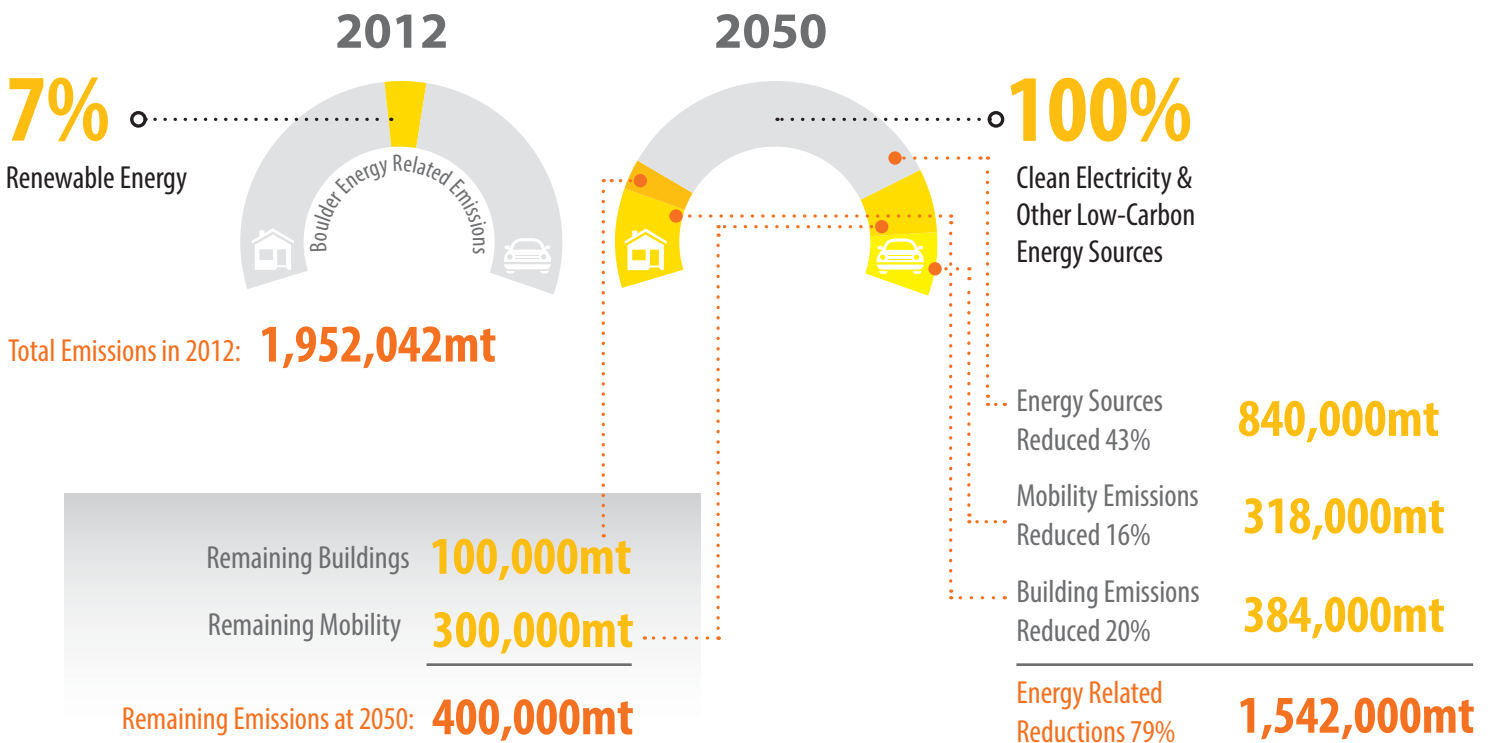 2012
2050
7%
Renewable Energy
Boulder Energy Related Emissions
100%
Clean Electricity &
Other Low-Carbon
Energy Sources
Total Emissions in 2012: 1,952,042mt
Energy Sources
Reduced 43%
840,000mt
Mobility Emissions
Reduced 16%
318,000mt
Building Emissions
Reduced 20%
384,000mt
Energy Related
Reductions 79%
1,542,000mt
Remaining Buildings 100,000mt
Remaining Mobility 300,000mt
Remaining Emissions at 2050: 400,000mt